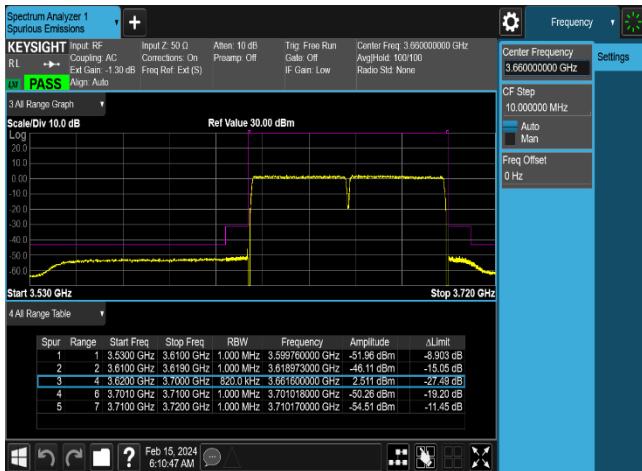 Spectrum Analyzer 1
Spurious Emissions
+
Frequency
KEYSIGHT
RL
LVI PASS
Input: RF
Coupling: AC
Ext Gain: -1.30 dB
Align: Auto
Input Z: 50 Ω
Corrections: On
Freq Ref: Ext (S)
Atten: 10 dB
Preamp: Off
Trig: Free Run
Gate: Off
IF Gain: Low
Center Freq: 3.660000000 GHz
Avg|Hold: 100/100
Radio Std: None
Center Frequency
3.660000000 GHz
Settings
CF Step
10.000000 MHz
Auto
Man
Freq Offset
0 Hz
3 All Range Graph
Scale/Div 10.0 dB
Ref Value 30.00 dBm
Log
20.0
10.0
0.00
-10.0
-20.0
-30.0
-40.0
-50.0
-60.0
Start 3.530 GHz
Stop 3.720 GHz
4 All Range Table
Spur Range Start Freq Stop Freq RBW Frequency Amplitude ΔLimit
1 1 3.5300 GHz 3.6100 GHz 1.000 MHz 3.599760000 GHz -51.96 dBm -8.903 dB
2 2 3.6100 GHz 3.6190 GHz 1.000 MHz 3.618973000 GHz -46.11 dBm -15.05 dB
3 4 3.6200 GHz 3.7000 GHz 820.0 kHz 3.661600000 GHz 2.511 dBm -27.49 dB
4 6 3.7010 GHz 3.7100 GHz 1.000 MHz 3.701018000 GHz -50.26 dBm -19.20 dB
5 7 3.7100 GHz 3.7200 GHz 1.000 MHz 3.710170000 GHz -54.51 dBm -11.45 dB
?
Feb 15, 2024
6:10:47 AM